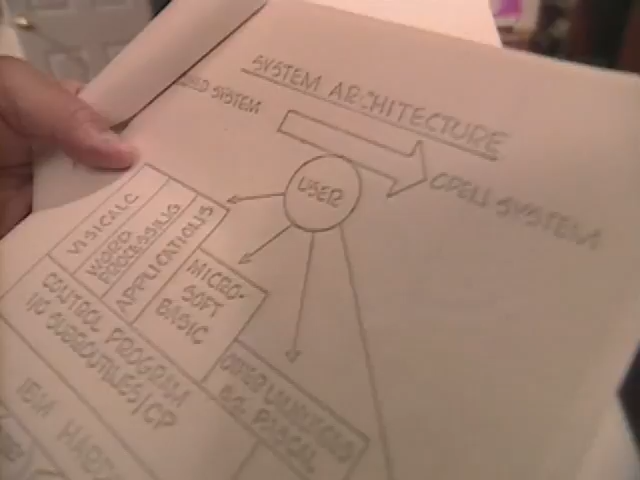 SYSTEM ARCHITECTURE
SYSTEM
OPEN SYSTEM
USER
VISICALC
WORD
PROCESSING
APPLICATIONS
MICRO-
SOFT
BASIC
CONTROL PROGRAM
I/O SUBROUTINES/CP
OTHER LANGUAGES
E.G. PASCAL
IBM HARD